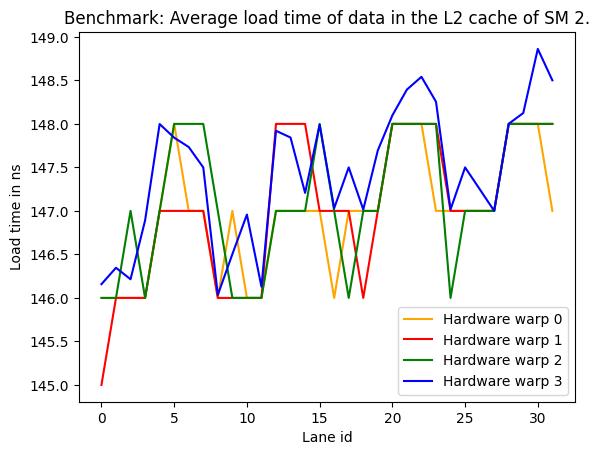 Benchmark: Average load time of data in the L2 cache of SM 2.
149.0
148.5
148.0
147.5
147.0
146.5
146.0
145.5
145.0
Load time in ns
Hardware warp 0
Hardware warp 1
Hardware warp 2
Hardware warp 3
0 5 10 15 20 25 30
Lane id